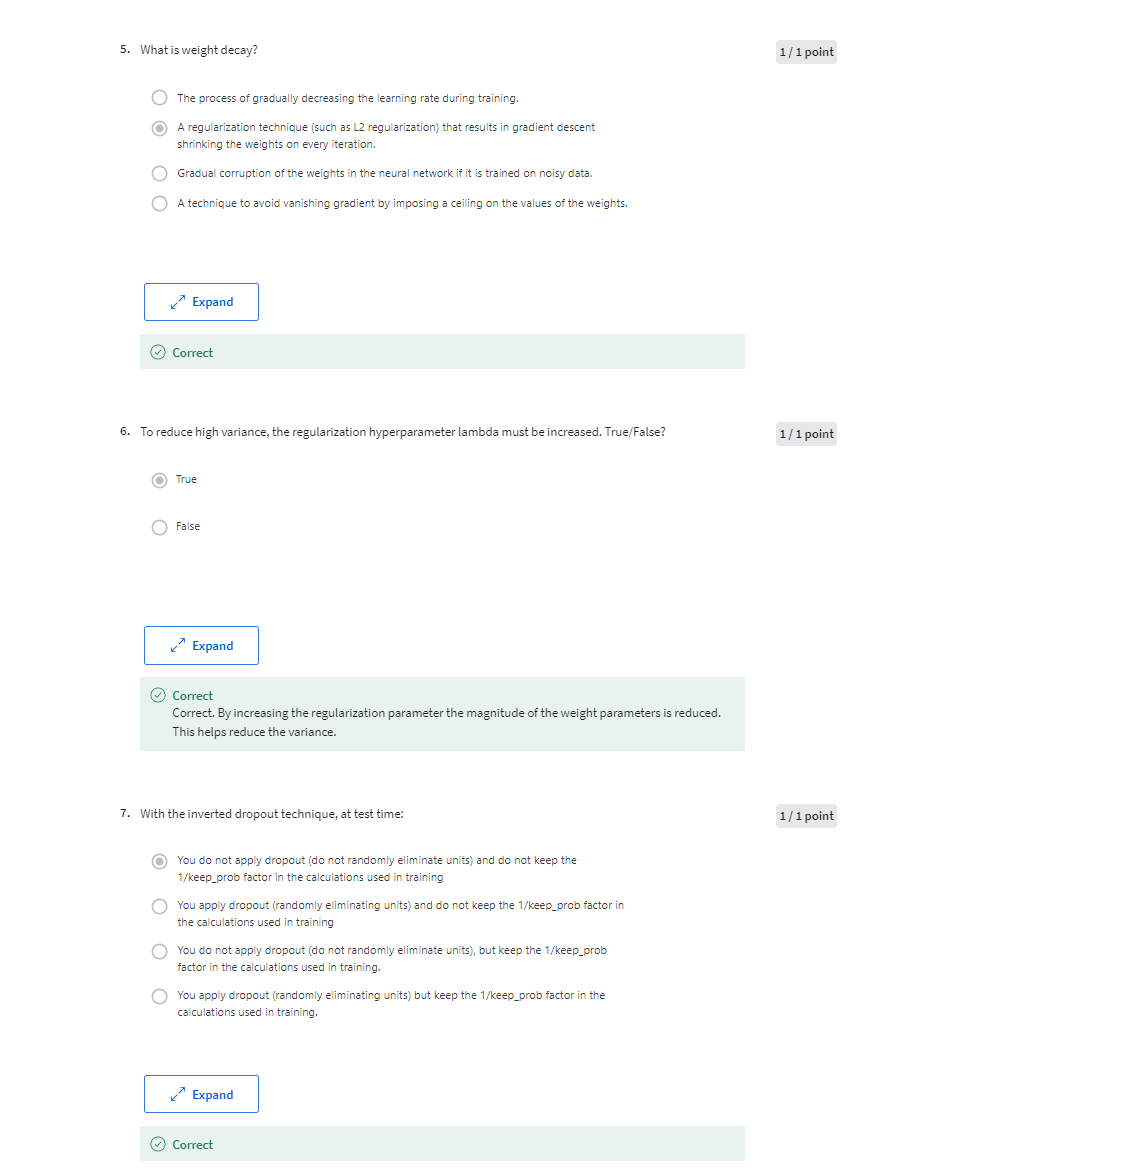 5. What is weight decay?
1 / 1 point
The process of gradually decreasing the learning rate during training.
A regularization technique (such as L2 regularization) that results in gradient descent
shrinking the weights on every iteration.
Gradual corruption of the weights in the neural network if it is trained on noisy data.
A technique to avoid vanishing gradient by imposing a ceiling on the values of the weights.
Expand
Correct
6. To reduce high variance, the regularization hyperparameter lambda must be increased. True/False?
1 / 1 point
True
False
Expand
Correct
Correct. By increasing the regularization parameter the magnitude of the weight parameters is reduced.
This helps reduce the variance.
7. With the inverted dropout technique, at test time:
1 / 1 point
You do not apply dropout (do not randomly eliminate units) and do not keep the
1/keep_prob factor in the calculations used in training
You apply dropout (randomly eliminating units) and do not keep the 1/keep_prob factor in
the calculations used in training
You do not apply dropout (do not randomly eliminate units), but keep the 1/keep_prob
factor in the calculations used in training.
You apply dropout (randomly eliminating units) but keep the 1/keep_prob factor in the
calculations used in training.
Expand
Correct